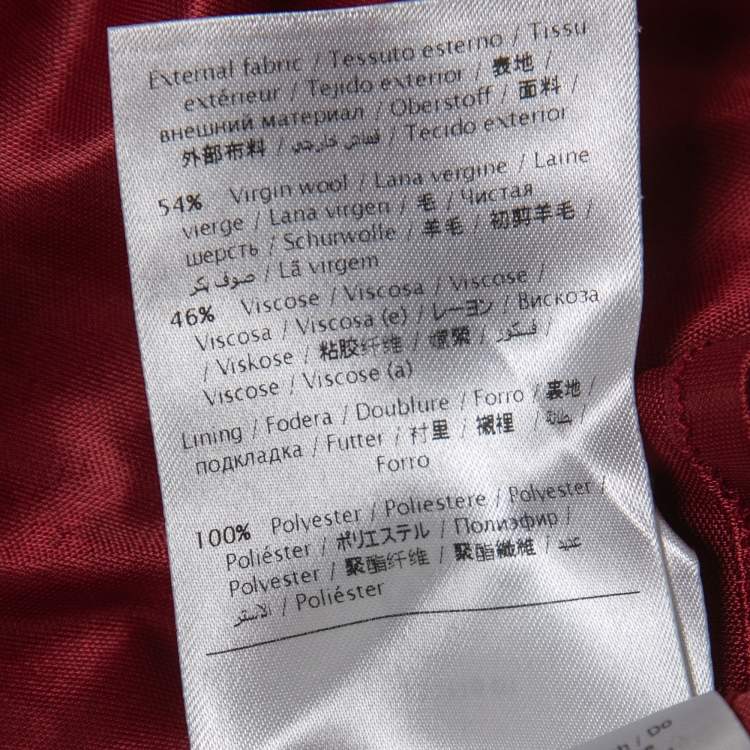 External fabric / Tessuto esterno / Tissu
extérieur / Tejido exterior / 表地 /
внешний материал / Oberstoff / 面料 /
外部布料 / قماش خارجي / Tecido exterior
54% Virgin wool / Lana vergine / Laine
vierge / Lana virgen / 毛 / Чистая
шерсть / Schurwolle / 羊毛 / 初剪羊毛 /
صوف بكر / Lã virgem
46% Viscose / Viscosa / Viscose /
Viscosa / Viscosa (e) / レーヨン / Вискоза
/ Viskose / 粘胶纤维 / 嫘縈 / فسكوز /
Viscose / Viscose (a)
Lining / Fodera / Doublure / Forro / 裏地 /
подкладка / Futter / 村里 / 襯裡 / بطانة /
Forro
100% Polyester / Poliestere / Polyester /
Poliéster / ポリエステル / Полиэфир /
Polyester / 聚酯纤维 / 聚酯纖維 / عديد
الاستر / Poliéster
/ Do